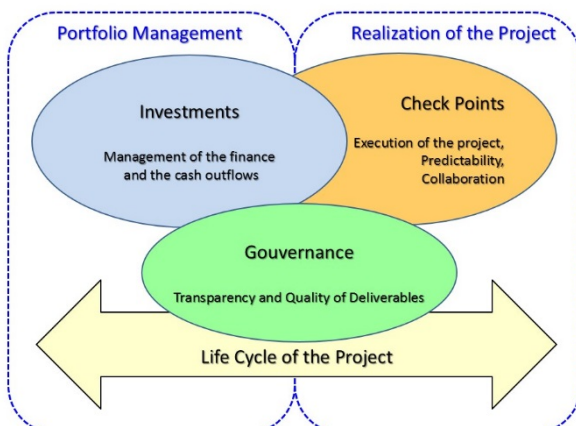 Portfolio Management
Realization of the Project
Investments
Management of the finance
and the cash outflows
Check Points
Execution of the project,
Predictability,
Collaboration
Gouvernance
Transparency and Quality of Deliverables
Life Cycle of the Project